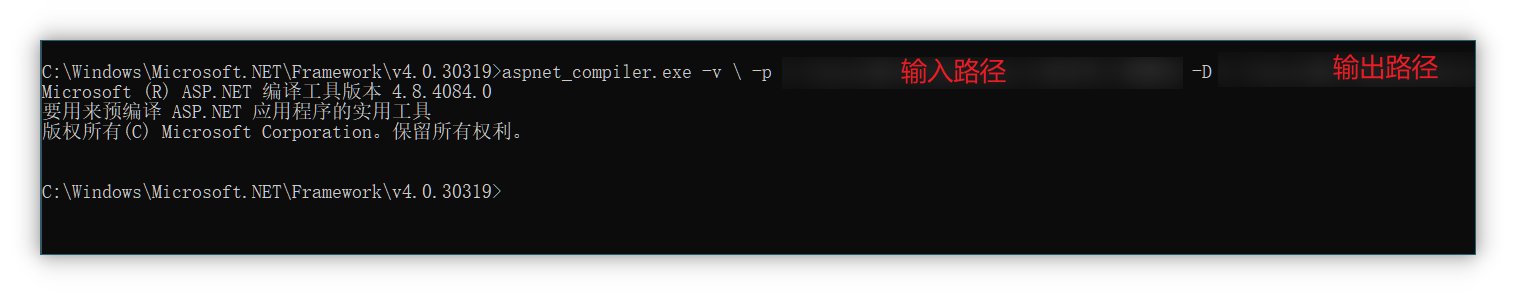 C:\Windows\Microsoft.NET\Framework\v4.0.30319>aspnet_compiler.exe -v \ -p 输入路径 -D 输出路径
Microsoft (R) ASP.NET 编译工具版本 4.8.4084.0
要用来预编译 ASP.NET 应用程序的实用工具
版权所有(C) Microsoft Corporation。保留所有权利。
C:\Windows\Microsoft.NET\Framework\v4.0.30319>